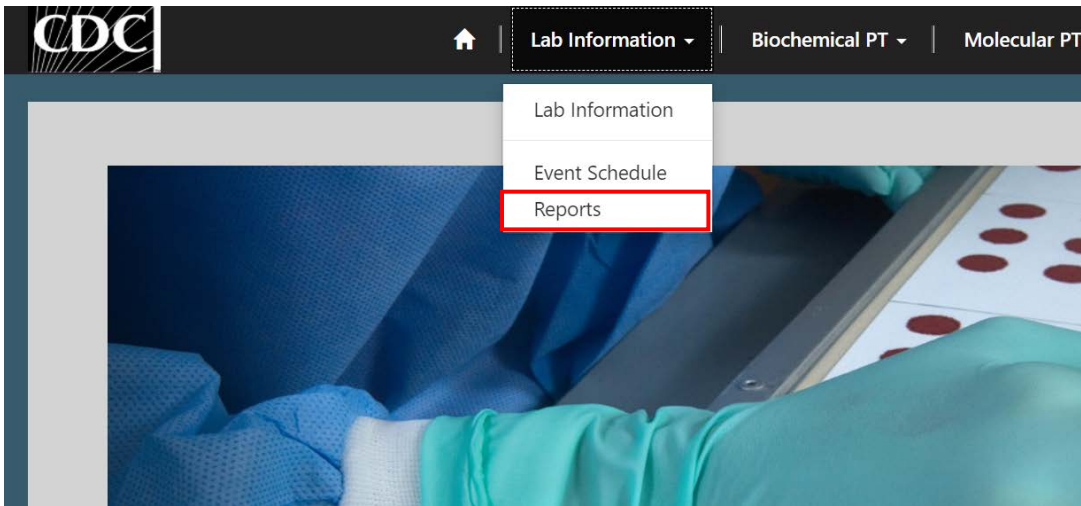 CDC
Lab Information
Biochemical PT
Molecular PT
Lab Information
Event Schedule
Reports